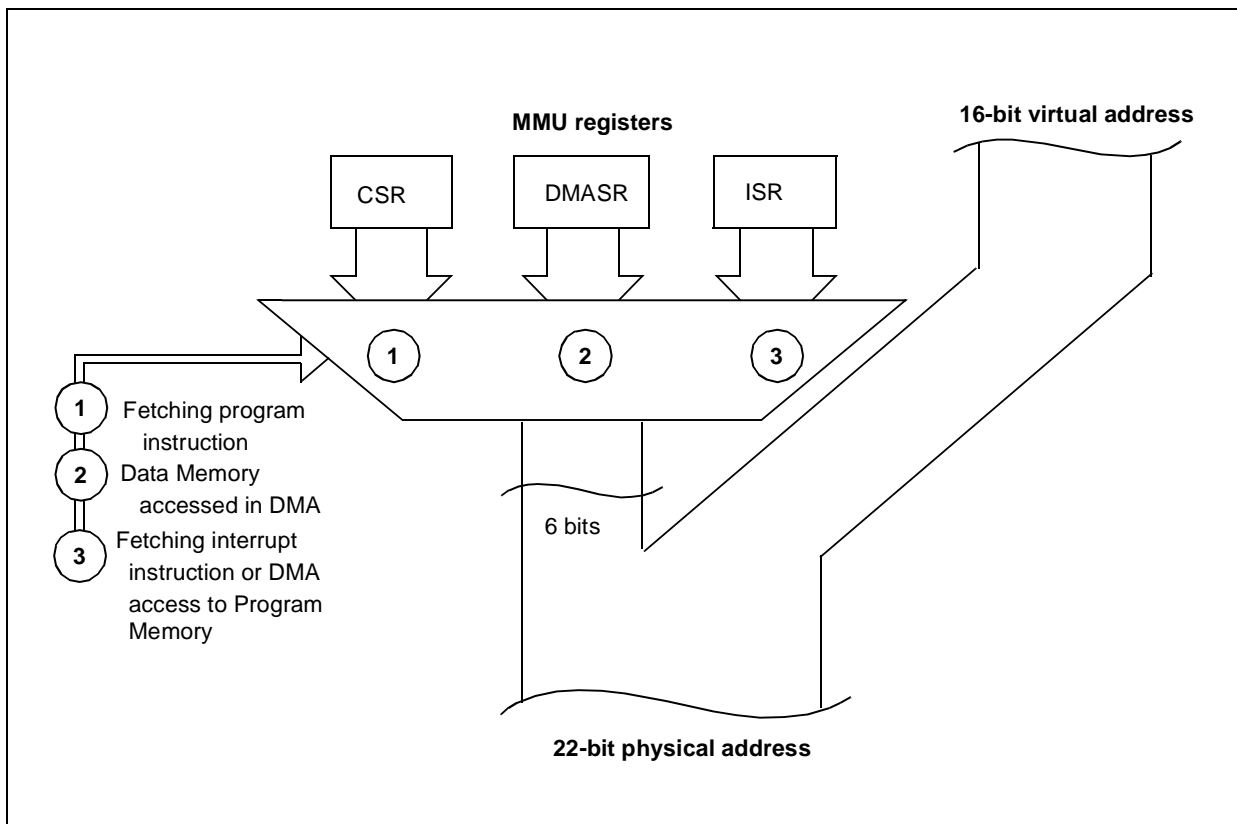 16-bit virtual address
MMU registers
CSR
DMASR
ISR
1
2
3
1
Fetching program
instruction
2
Data Memory
accessed in DMA
3
Fetching interrupt
instruction or DMA
access to Program
Memory
6 bits
22-bit physical address